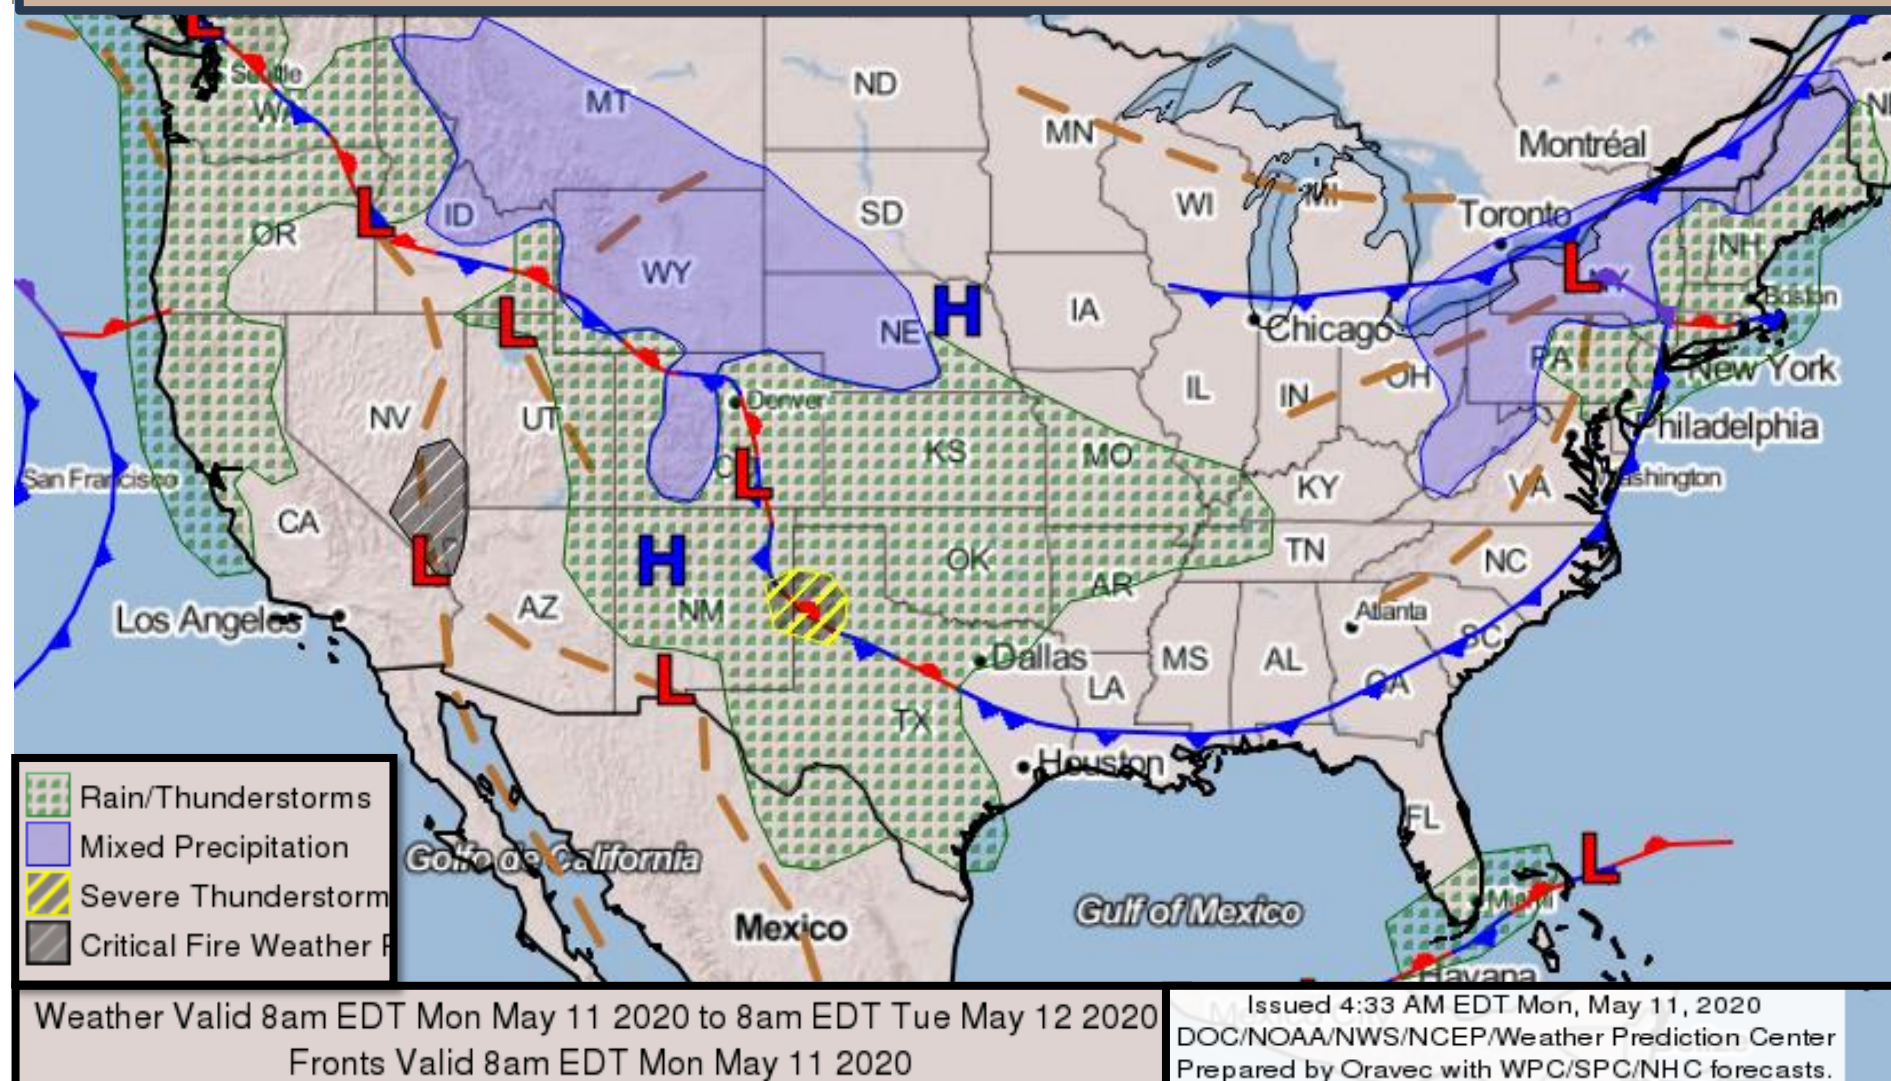 L
Seattle
WA
MT
ND
MN
Montréal
L
ID
OR
SD
WI
MI
Toronto
NH
WY
L
NY
Boston
H
NE
IA
Chicago
L
PA
New York
NV
UT
Denver
IL
IN
OH
Philadelphia
San Francisco
CO
L
KS
MO
KY
VA
Washington
CA
H
OK
TN
NC
L
AR
Los Angeles
AZ
NM
Atlanta
SC
L
Dallas
MS
AL
GA
LA
TX
Houston
FL
Golfo de California
L
Miami
Mexico
Gulf of Mexico
Havana
Rain/Thunderstorms
Mixed Precipitation
Severe Thunderstorm
Critical Fire Weather
Weather Valid 8am EDT Mon May 11 2020 to 8am EDT Tue May 12 2020
Fronts Valid 8am EDT Mon May 11 2020
Issued 4:33 AM EDT Mon, May 11, 2020
DOC/NOAA/NWS/NCEP/Weather Prediction Center
Prepared by Oravec with WPC/SPC/NHC forecasts.